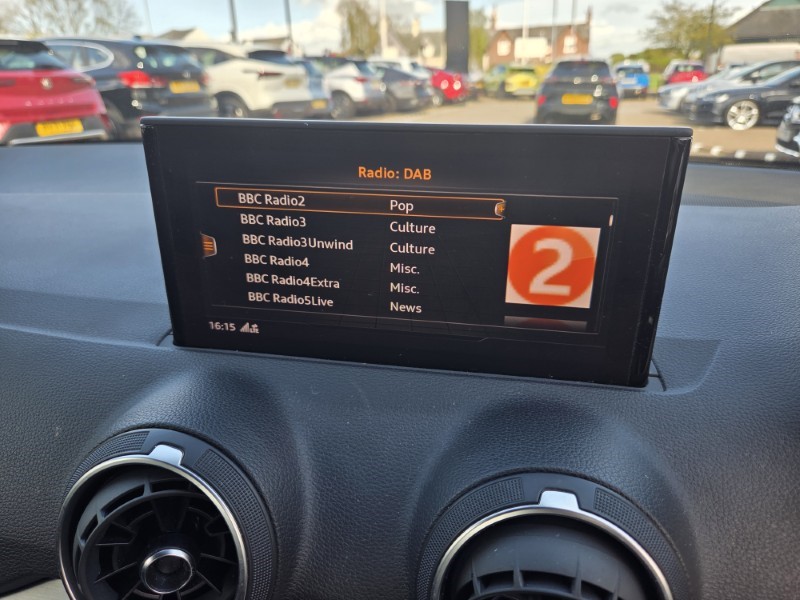 Radio: DAB
BBC Radio2 Pop
BBC Radio3 Culture
BBC Radio3Unwind Culture
BBC Radio4 Misc.
BBC Radio4Extra Misc.
BBC Radio5Live News
2
16:15